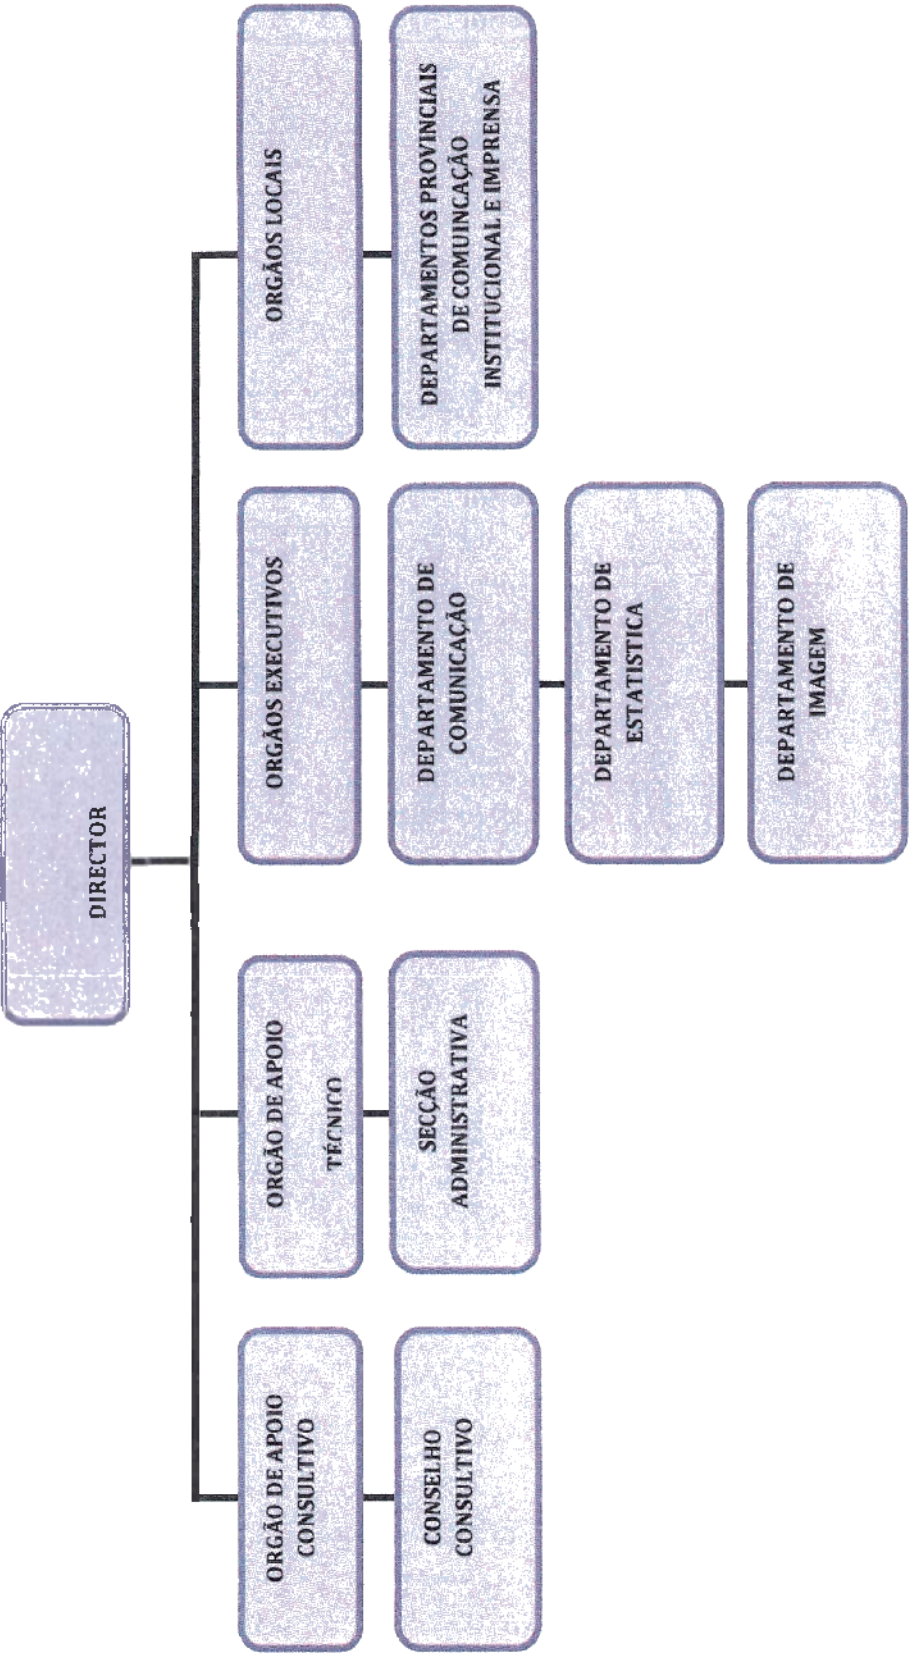 DIRECTOR
ORGÃO DE APOIO
CONSULTIVO
CONSELHO
CONSULTIVO
ORGÃO DE APOIO
TÉCNICO
SECÇÃO
ADMINISTRATIVA
ORGÃOS EXECUTIVOS
DEPARTAMENTO DE
COMUNICAÇÃO
DEPARTAMENTO DE
ESTATISTICA
DEPARTAMENTO DE
IMAGEM
ORGÃOS LOCAIS
DEPARTAMENTOS PROVINCIAIS
DE COMUINCAÇÃO
INSTITUCIONAL E IMPRENSA